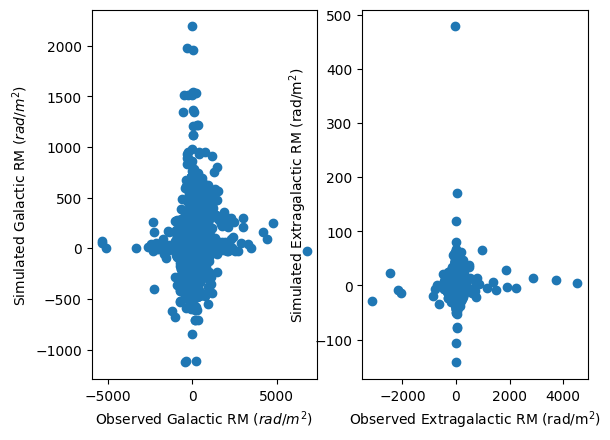 2000
1500
1000
500
0
−500
−1000
Simulated Galactic RM (rad/m²)
−5000 0 5000
Observed Galactic RM (rad/m²)
500
400
300
200
100
0
−100
Simulated Extragalactic RM (rad/m²)
−2000 0 2000 4000
Observed Extragalactic RM (rad/m²)